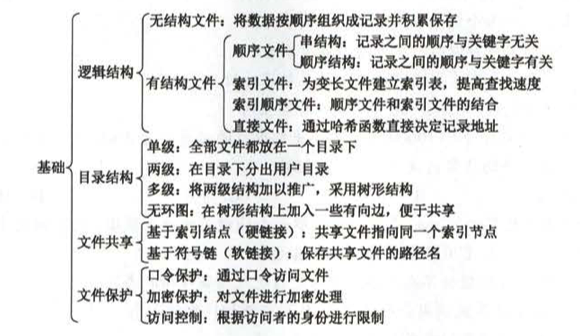 无结构文件：将数据按顺序组织成记录并积累保存
串结构：记录之间的顺序与关键字无关
顺序文件
顺序结构：记录之间的顺序与关键字有关
逻辑结构
有结构文件
索引文件：为变长文件建立索引表，提高查找速度
索引顺序文件：顺序文件和索引文件的结合
直接文件：通过哈希函数直接决定记录地址
基础
单级：全部文件都放在一个目录下
两级：在目录下分出用户目录
目录结构
多级：将两级结构加以推广，采用树形结构
无环图：在树形结构上加入一些有向边，便于共享
基于索引结点（硬链接）：共享文件指向同一个索引节点
文件共享
基于符号链（软链接）：保存共享文件的路径名
口令保护：通过口令访问文件
文件保护
加密保护：对文件进行加密处理
访问控制：根据访问者的身份进行限制